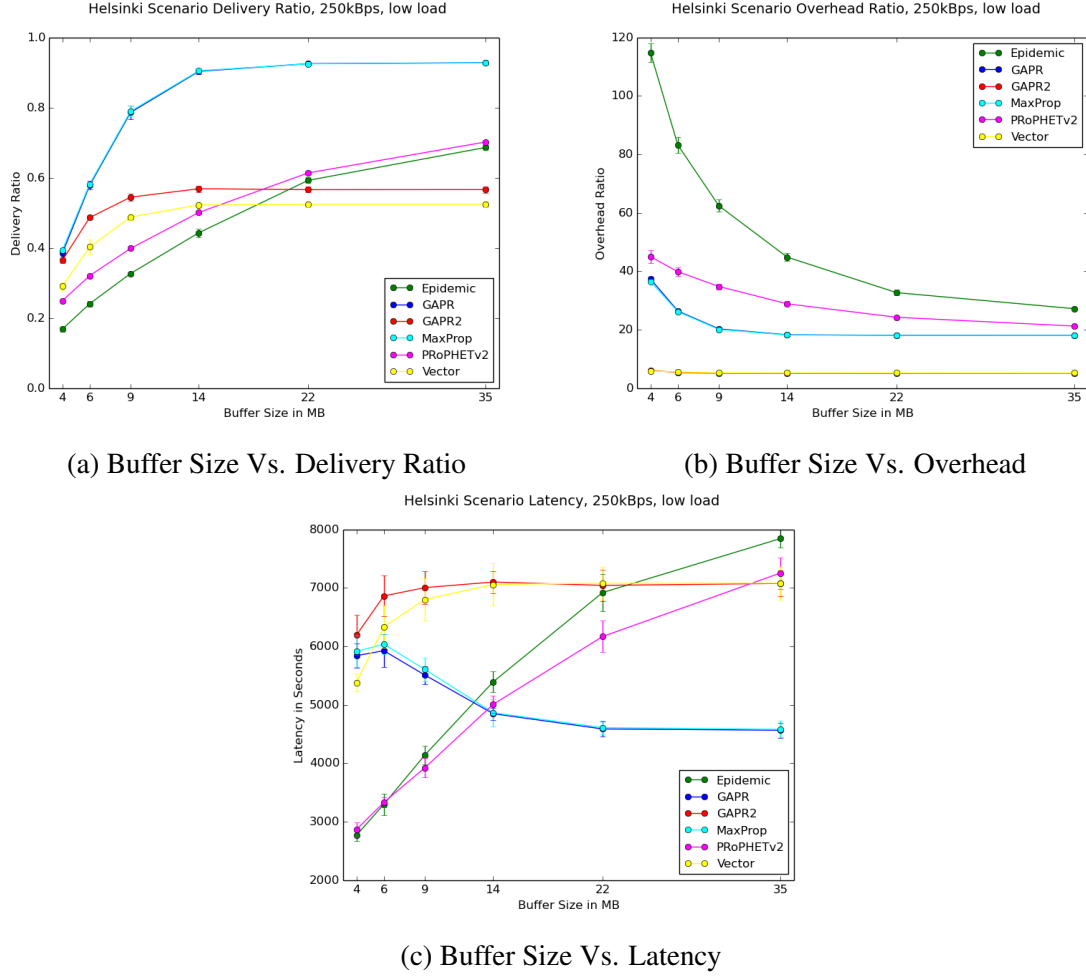 Helsinki Scenario Delivery Ratio, 250kBps, low load
1.0
0.8
0.6
0.4
0.2
0.0
Delivery Ratio
Epidemic
GAPR
GAPR2
MaxProp
PRoPHETv2
Vector
4 6 9 14 22 35
Buffer Size in MB
(a) Buffer Size Vs. Delivery Ratio
Helsinki Scenario Overhead Ratio, 250kBps, low load
120
100
80
60
40
20
0
Overhead Ratio
Epidemic
GAPR
GAPR2
MaxProp
PRoPHETv2
Vector
4 6 9 14 22 35
Buffer Size in MB
(b) Buffer Size Vs. Overhead
Helsinki Scenario Latency, 250kBps, low load
8000
7000
6000
5000
4000
3000
2000
Latency in Seconds
Epidemic
GAPR
GAPR2
MaxProp
PRoPHETv2
Vector
4 6 9 14 22 35
Buffer Size in MB
(c) Buffer Size Vs. Latency